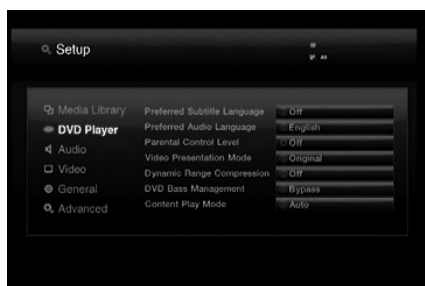 Setup
All
Media Library
DVD Player
Audio
Video
General
Advanced
Preferred Subtitle Language Off
Preferred Audio Language English
Parental Control Level Off
Video Presentation Mode Original
Dynamic Range Compression Off
DVD Bass Management Bypass
Content Play Mode Auto